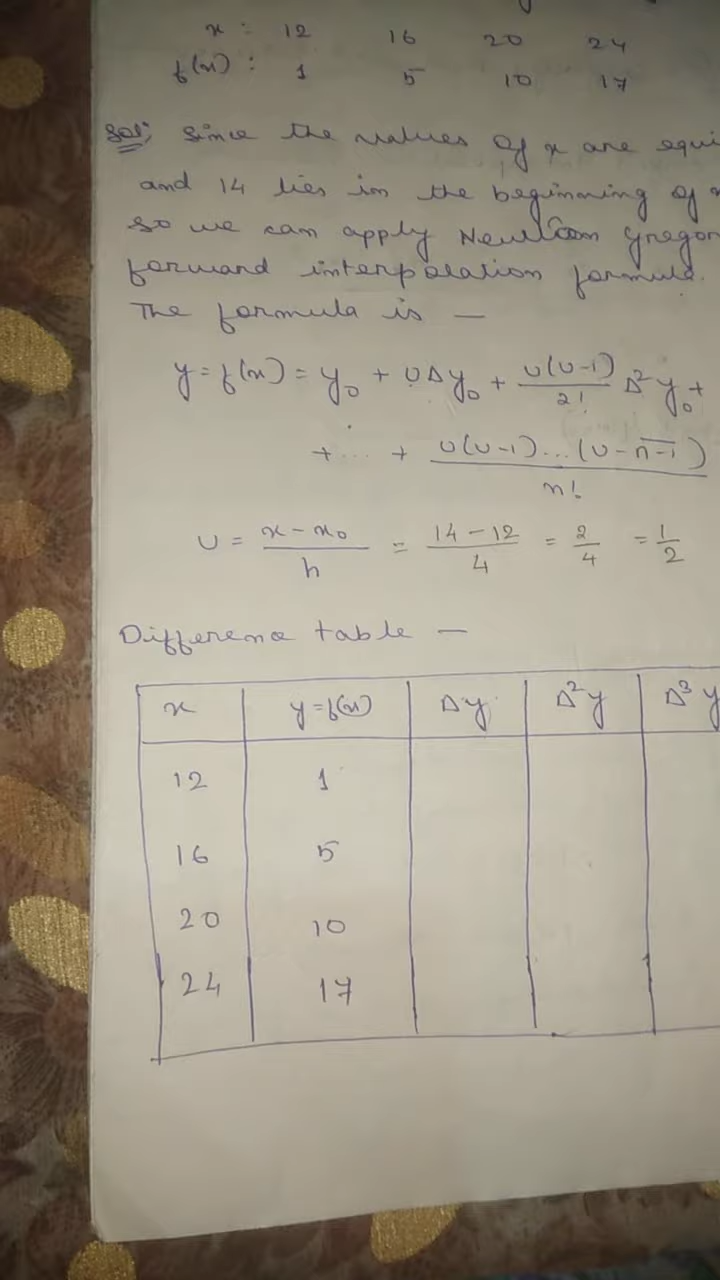 x : 12 16 20 24
f(x) : 1 5 10 17
Sol: Since the values of x are equi
and 14 lies in the beginning of
so we can apply Newton Gregor
forward interpolation formula.
The formula is —
y = f(x) = y₀ + UΔy₀ + U(U-1)/2! Δ²y₀ +
+ ... + U(U-1)...(U-n̅-̅1̅)/n!
U = x-x₀/h = 14-12/4 = 2/4 = 1/2
Difference table —
x y=f(x) Δy Δ²y Δ³y
12 1
16 5
20 10
24 17